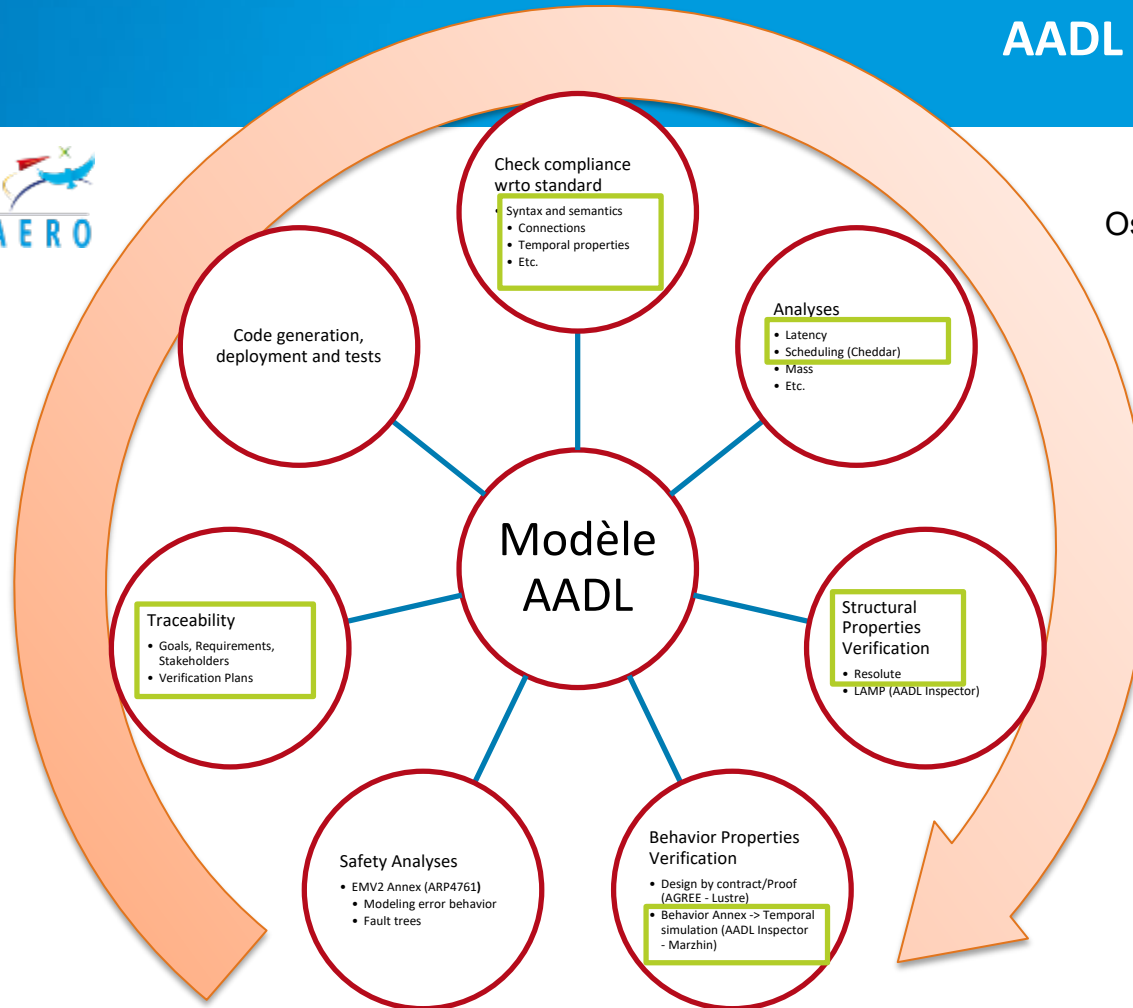 AADL
AERO
Os
Check compliance
wrto standard
• Syntax and semantics
• Connections
• Temporal properties
• Etc.
Code generation,
deployment and tests
Analyses
• Latency
• Scheduling (Cheddar)
• Mass
• Etc.
Modèle
AADL
Traceability
• Goals, Requirements,
Stakeholders
• Verification Plans
Structural
Properties
Verification
• Resolute
• LAMP (AADL Inspector)
Safety Analyses
• EMV2 Annex (ARP4761)
• Modeling error behavior
• Fault trees
Behavior Properties
Verification
• Design by contract/Proof
(AGREE - Lustre)
• Behavior Annex -> Temporal
simulation (AADL Inspector
- Marzhin)